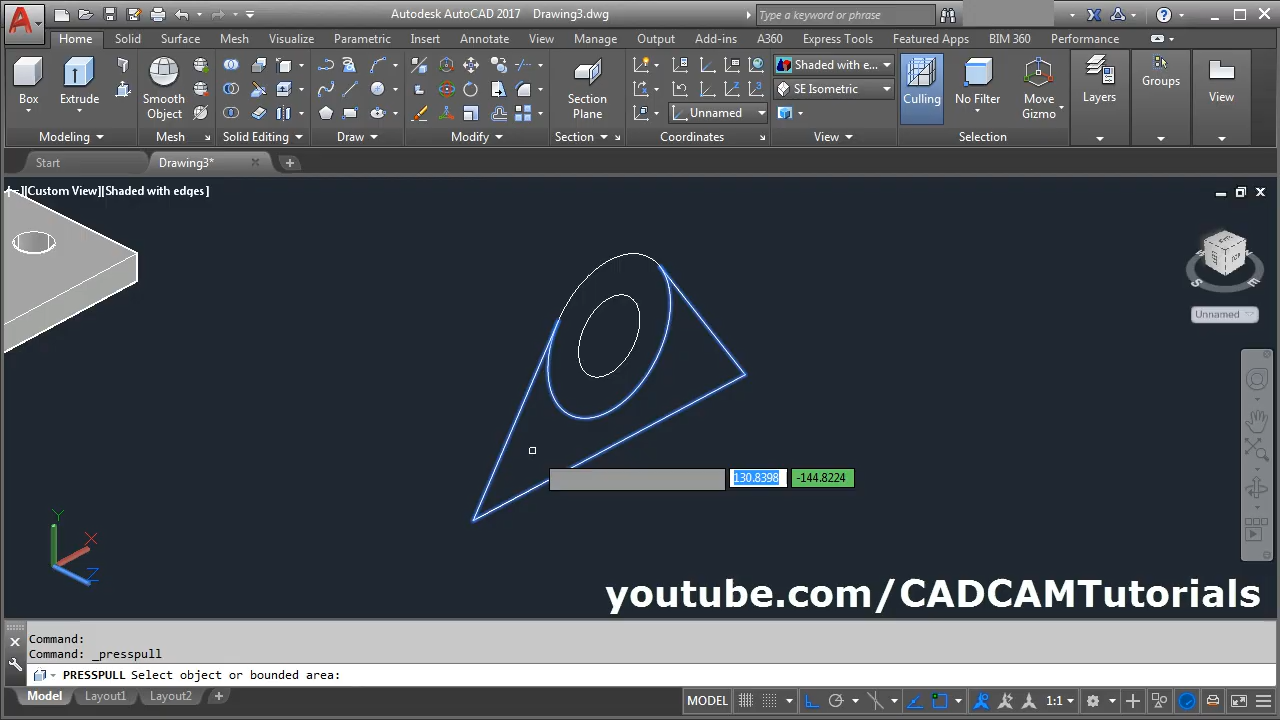 Autodesk AutoCAD 2017 Drawing3.dwg
Type a keyword or phrase
Home Solid Surface Mesh Visualize Parametric Insert Annotate View Manage Output Add-ins A360 Express Tools Featured Apps BIM 360 Performance
Shaded with e...
SE Isometric
Unnamed
Box Extrude Smooth Object Section Plane Culling No Filter Move Gizmo Layers Groups View
Modeling Mesh Solid Editing Draw Modify Section Coordinates View Selection
Start Drawing3*
[–][Custom View][Shaded with edges]
S E
Unnamed
130.8398 -144.8224
Y
X
Z
youtube.com/CADCAMTutorials
Command:
Command: _presspull
PRESSPULL Select object or bounded area:
Model Layout1 Layout2
MODEL 1:1